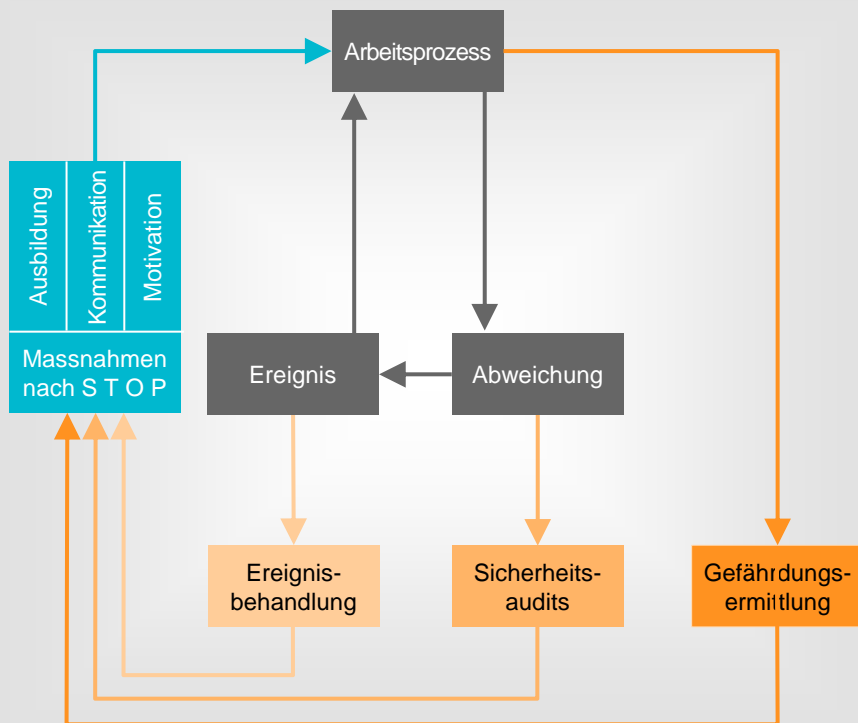 Arbeitsprozess
Ausbildung
Kommunikation
Motivation
Massnahmen
nach S T O P
Ereignis
Abweichung
Ereignis-
behandlung
Sicherheits-
audits
Gefährdungs-
ermittlung